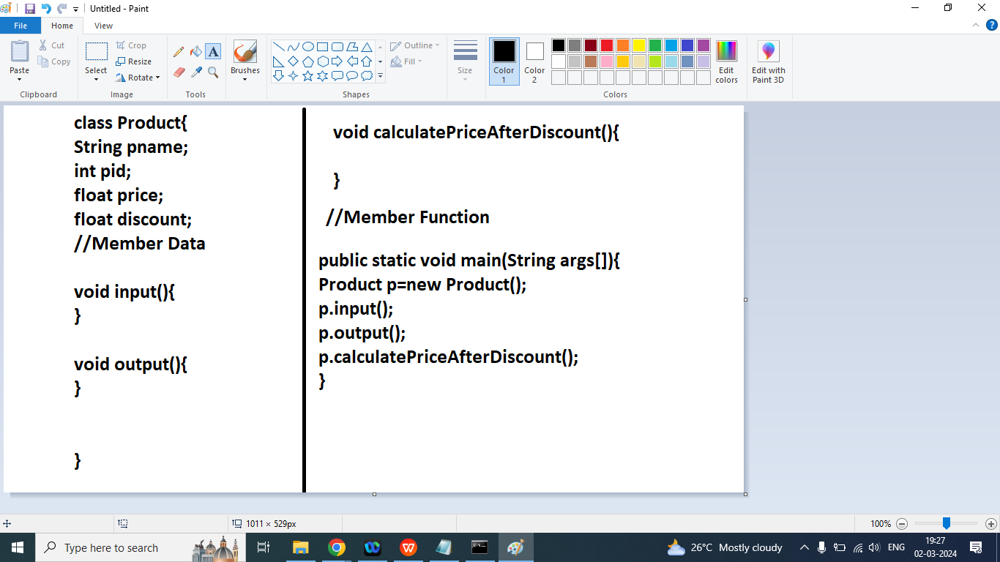 Untitled - Paint
File
Home
View
Paste
Cut
Copy
Clipboard
Select
Crop
Resize
Rotate
Image
A
Tools
Brushes
Outline
Fill
Shapes
Size
Color 1
Color 2
Edit colors
Colors
Edit with Paint 3D
class Product{
String pname;
int pid;
float price;
float discount;
//Member Data
void input(){
}
void output(){
}
}
void calculatePriceAfterDiscount(){
}
//Member Function
public static void main(String args[]){
Product p=new Product();
p.input();
p.output();
p.calculatePriceAfterDiscount();
}
1011 × 529px
100%
Type here to search
26°C Mostly cloudy
ENG
19:27
02-03-2024